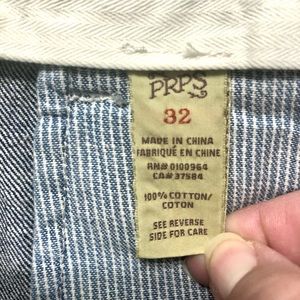 PRPS
32
MADE IN CHINA
FABRIQUÉ EN CHINE
RN# 0100964
CA# 37584
100% COTTON/
COTON
SEE REVERSE
SIDE FOR CARE